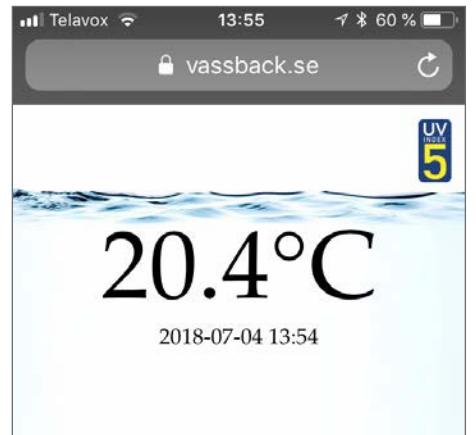 Telavox 13:55 60 %
vassback.se
UV
INDEX
5
20.4°C
2018-07-04 13:54